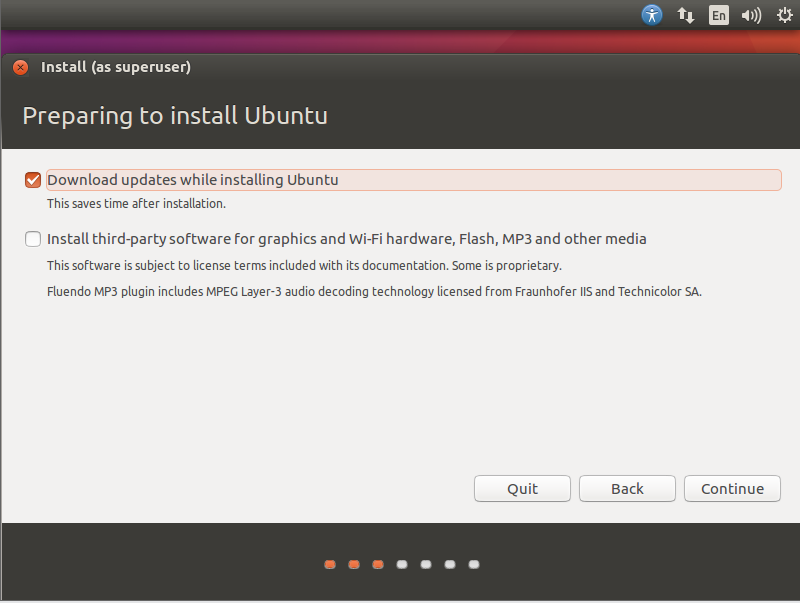 En
Install (as superuser)
Preparing to install Ubuntu
Download updates while installing Ubuntu
This saves time after installation.
Install third-party software for graphics and Wi-Fi hardware, Flash, MP3 and other media
This software is subject to license terms included with its documentation. Some is proprietary.
Fluendo MP3 plugin includes MPEG Layer-3 audio decoding technology licensed from Fraunhofer IIS and Technicolor SA.
Quit Back Continue